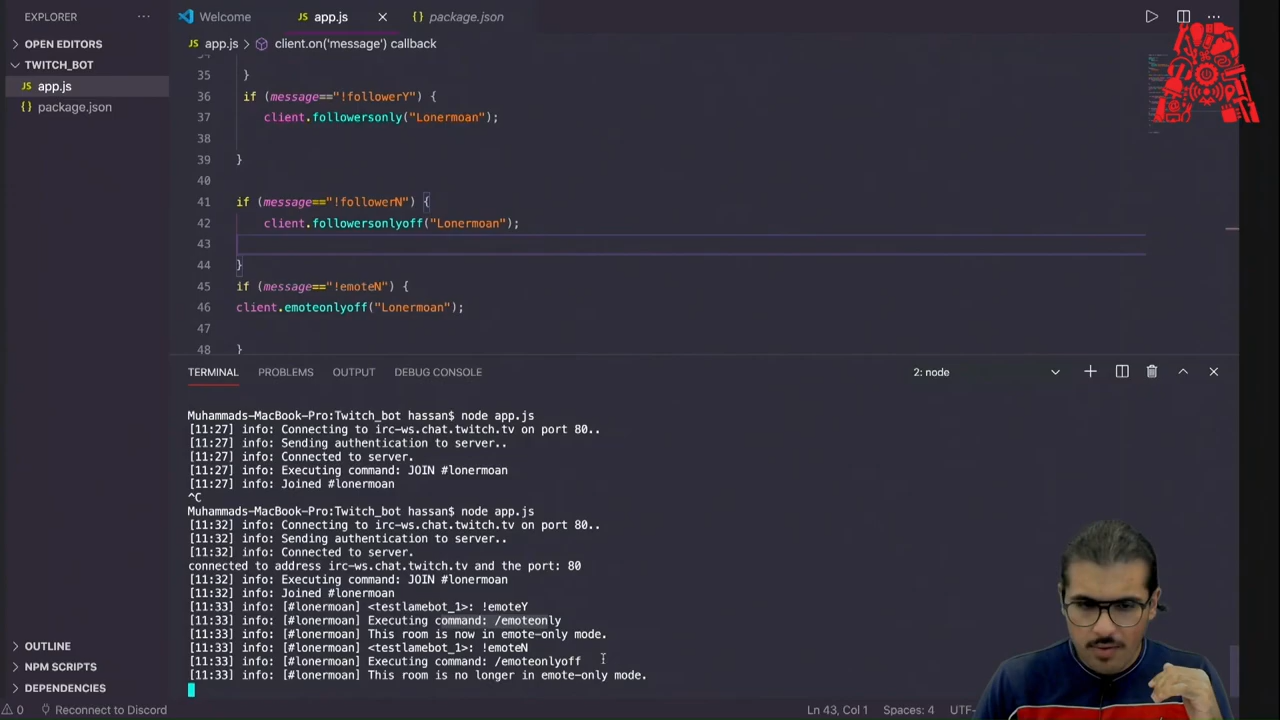 EXPLORER
OPEN EDITORS
TWITCH_BOT
JS app.js
{} package.json
OUTLINE
NPM SCRIPTS
DEPENDENCIES
Welcome
JS app.js
{} package.json
JS app.js > client.on('message') callback
35 }
36 if (message=="!followerY") {
37 client.followersonly("Lonermoan");
38
39 }
40
41 if (message=="!followerN") {
42 client.followersonlyoff("Lonermoan");
43
44 }
45 if (message=="!emoteN") {
46 client.emoteonlyoff("Lonermoan");
47
48 }
TERMINAL PROBLEMS OUTPUT DEBUG CONSOLE 2: node
Muhammads-MacBook-Pro:Twitch_bot hassan$ node app.js
[11:27] info: Connecting to irc-ws.chat.twitch.tv on port 80..
[11:27] info: Sending authentication to server..
[11:27] info: Connected to server.
[11:27] info: Executing command: JOIN #lonermoan
[11:27] info: Joined #lonermoan
^C
Muhammads-MacBook-Pro:Twitch_bot hassan$ node app.js
[11:32] info: Connecting to irc-ws.chat.twitch.tv on port 80..
[11:32] info: Sending authentication to server..
[11:32] info: Connected to server.
connected to address irc-ws.chat.twitch.tv and the port: 80
[11:32] info: Executing command: JOIN #lonermoan
[11:32] info: Joined #lonermoan
[11:33] info: [#lonermoan] <testlamebot_1>: !emoteY
[11:33] info: [#lonermoan] Executing command: /emoteonly
[11:33] info: [#lonermoan] This room is now in emote-only mode.
[11:33] info: [#lonermoan] <testlamebot_1>: !emoteN
[11:33] info: [#lonermoan] Executing command: /emoteonlyoff
[11:33] info: [#lonermoan] This room is no longer in emote-only mode.
0 Reconnect to Discord
Ln 43, Col 1 Spaces: 4 UTF-